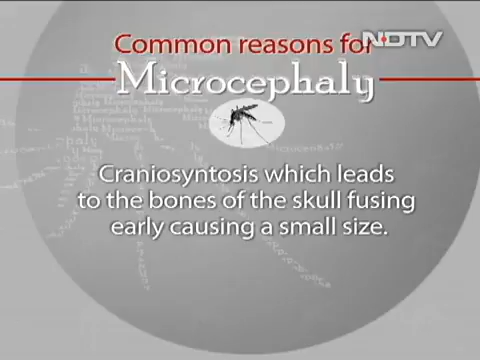 NDTV
Common reasons for
Microcephaly
Craniosyntosis which leads
to the bones of the skull fusing
early causing a small size.